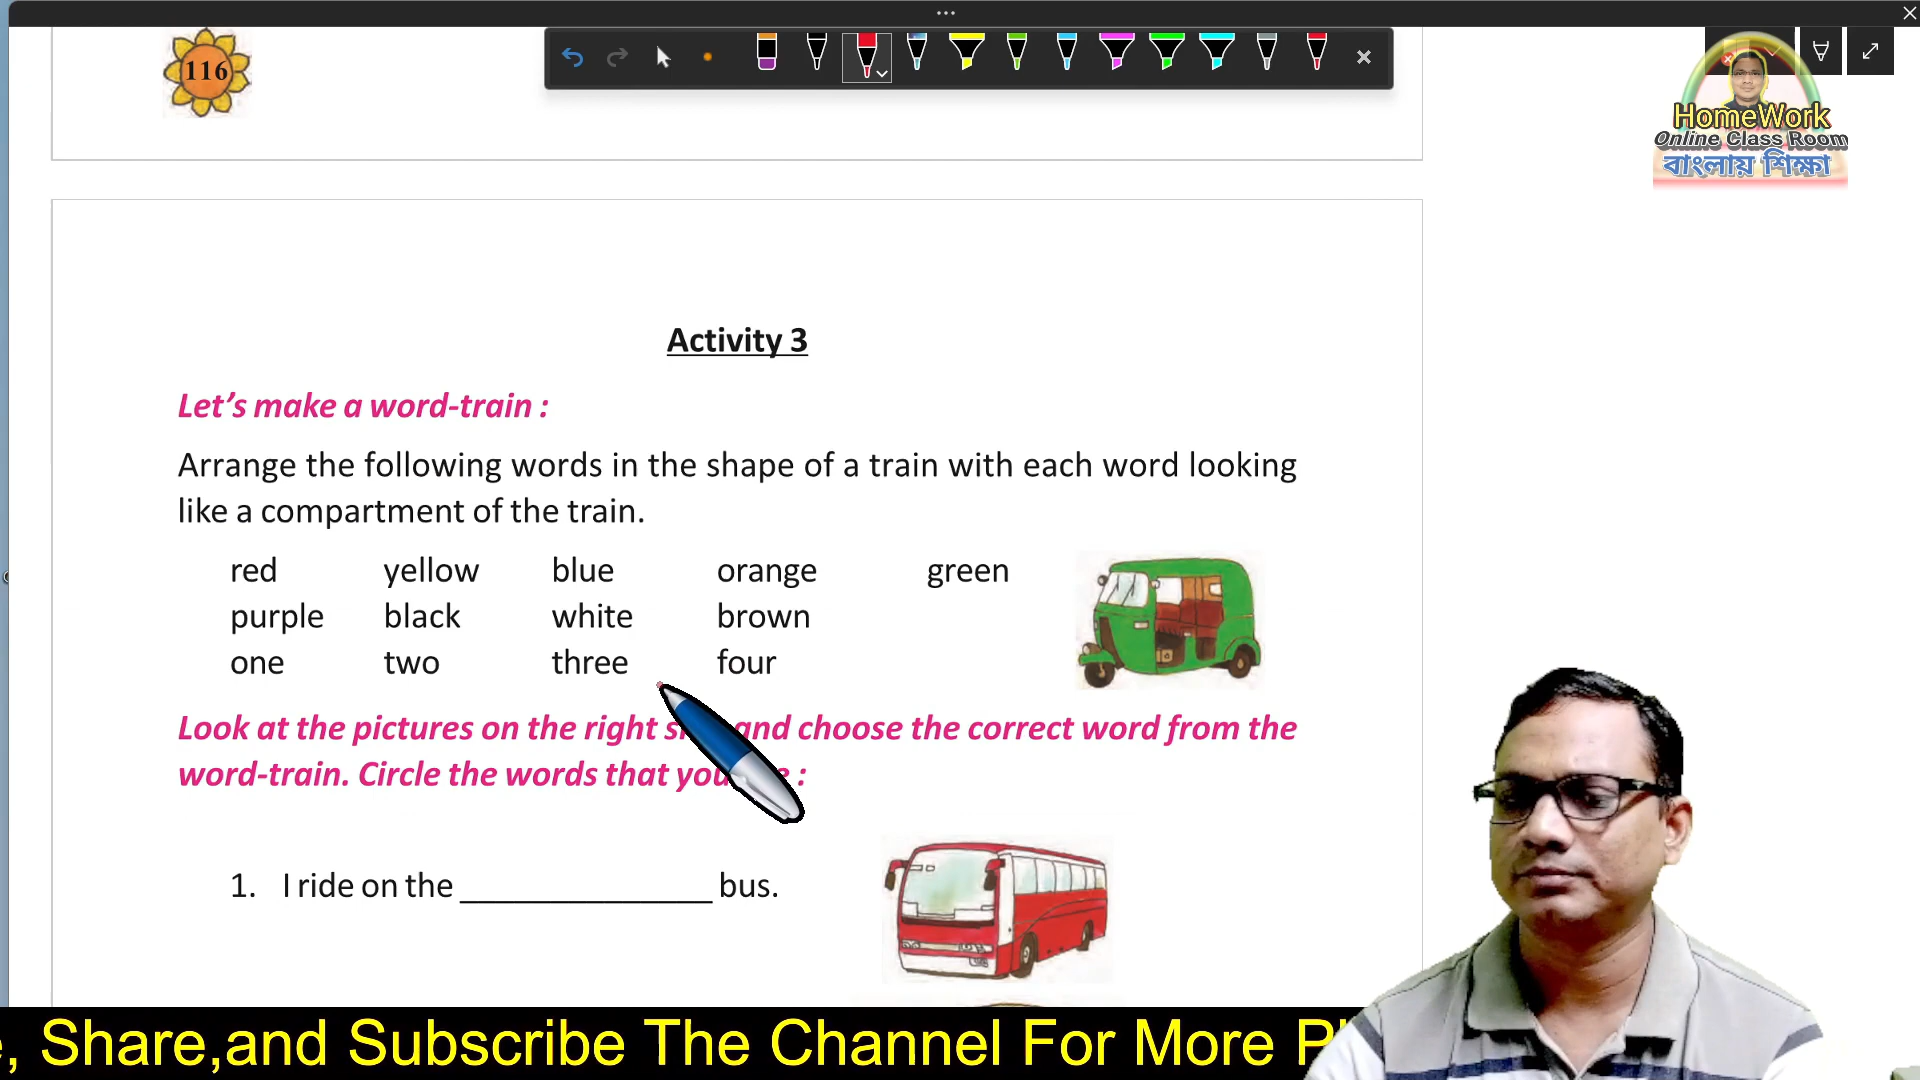 116
HomeWork
Online Class Room
বাংলায় শিক্ষা
Activity 3
Let's make a word-train :
Arrange the following words in the shape of a train with each word looking
like a compartment of the train.
red yellow blue orange green
purple black white brown
one two three four
Look at the pictures on the right and choose the correct word from the
word-train. Circle the words that you :
1. I ride on the ______________ bus.
, Share,and Subscribe The Channel For More